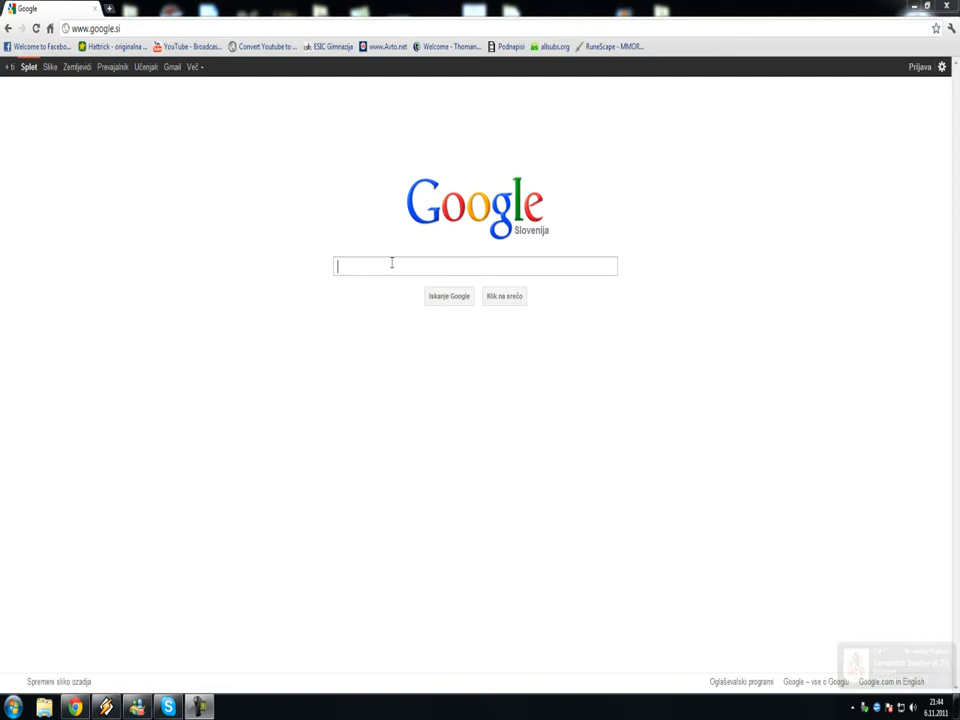 Google
www.google.si
Welcome to Facebo... Hattrick - originalna ... YouTube - Broadcas... Convert Youtube to ... ESIC Gimnazija www.Avto.net Welcome - Thoman... Podnapisi allsubs.org RuneScape - MMOR...
+ ti Splet Slike Zemljevidi Prevajalnik Učenjak Gmail Več Prijava
Google
Slovenija
Iskanje Google Klik na srečo
Spremeni sliko ozadja Oglaševalski programi Google – vse o Googlu Google.com in English
21:44
6.11.2011